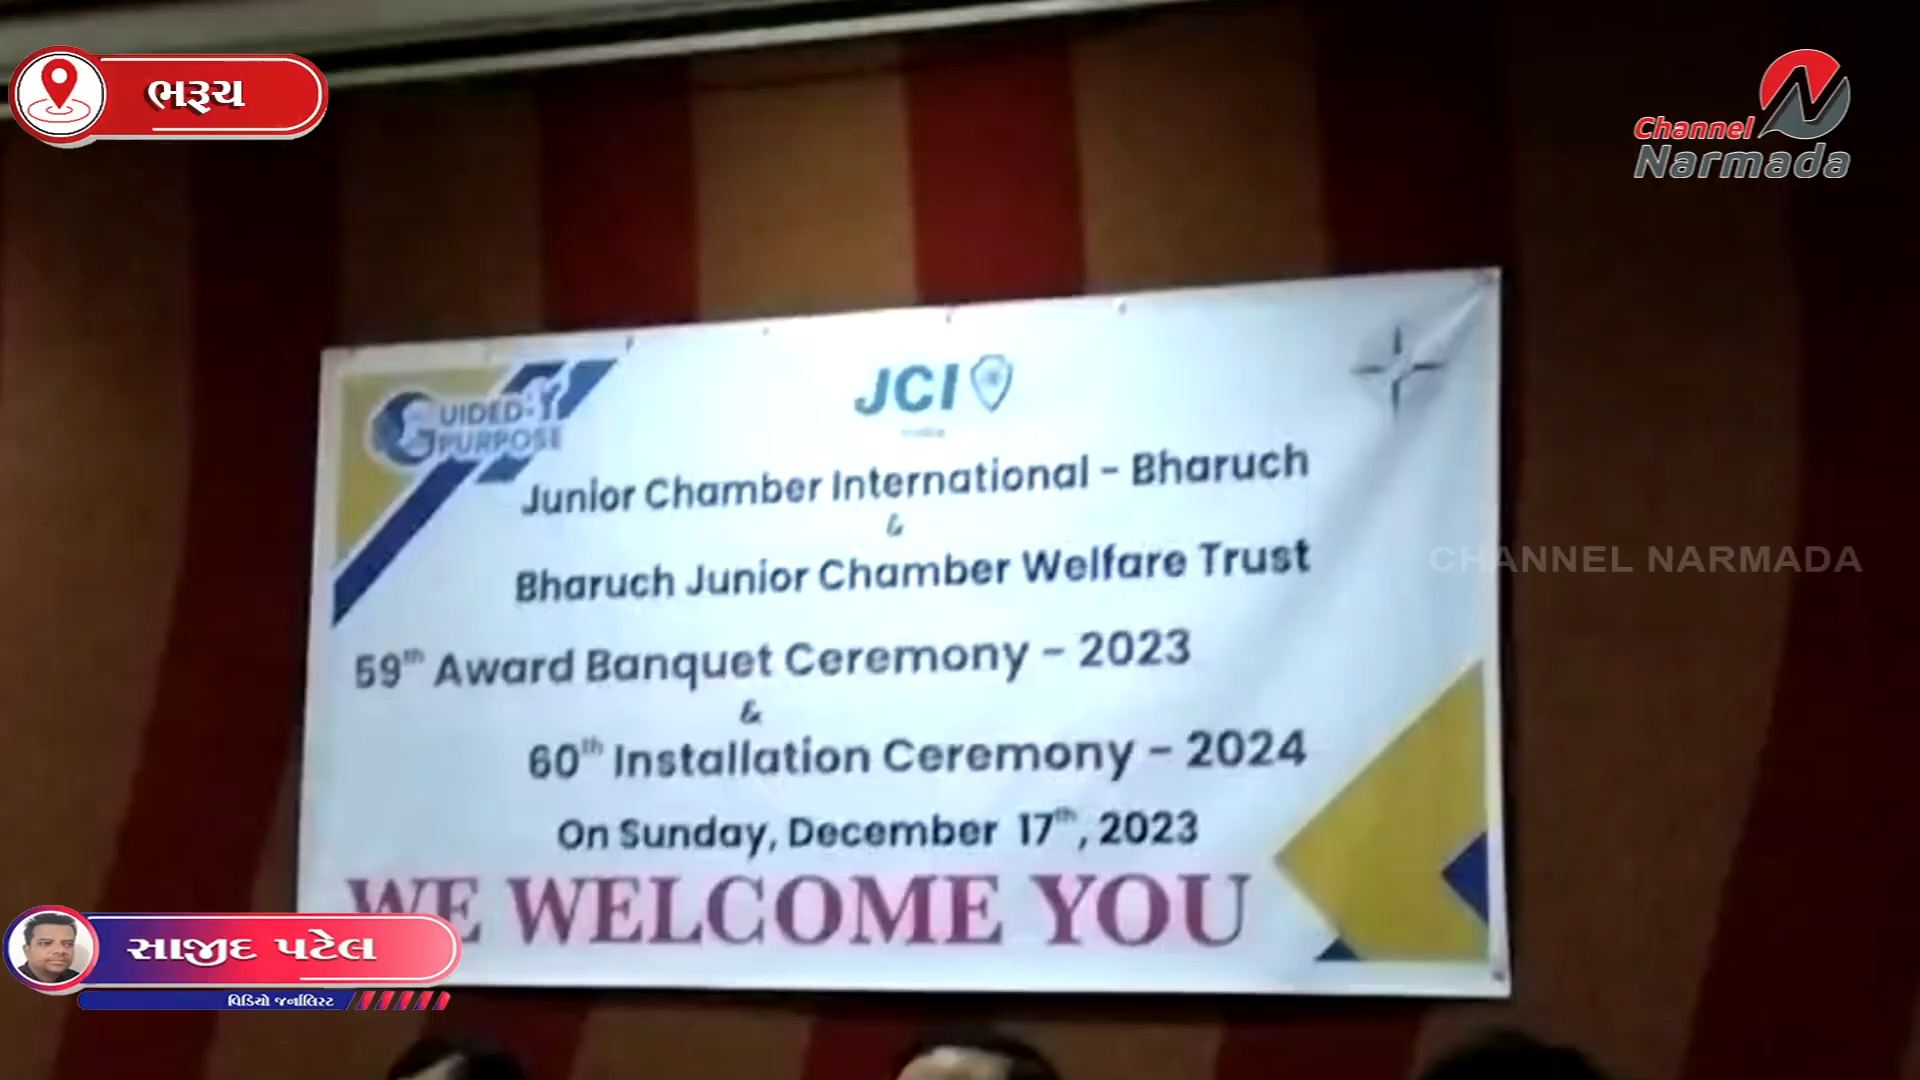 ભરૂચ
Channel
Narmada
GUIDED-
PURPOSE
JCI
India
Junior Chamber International - Bharuch
&
Bharuch Junior Chamber Welfare Trust
CHANNEL NARMADA
59th Award Banquet Ceremony - 2023
&
60th Installation Ceremony - 2024
On Sunday, December 17th, 2023
WE WELCOME YOU
સાજીદ પટેલ
વિડિયો જર્નાલિસ્ટ